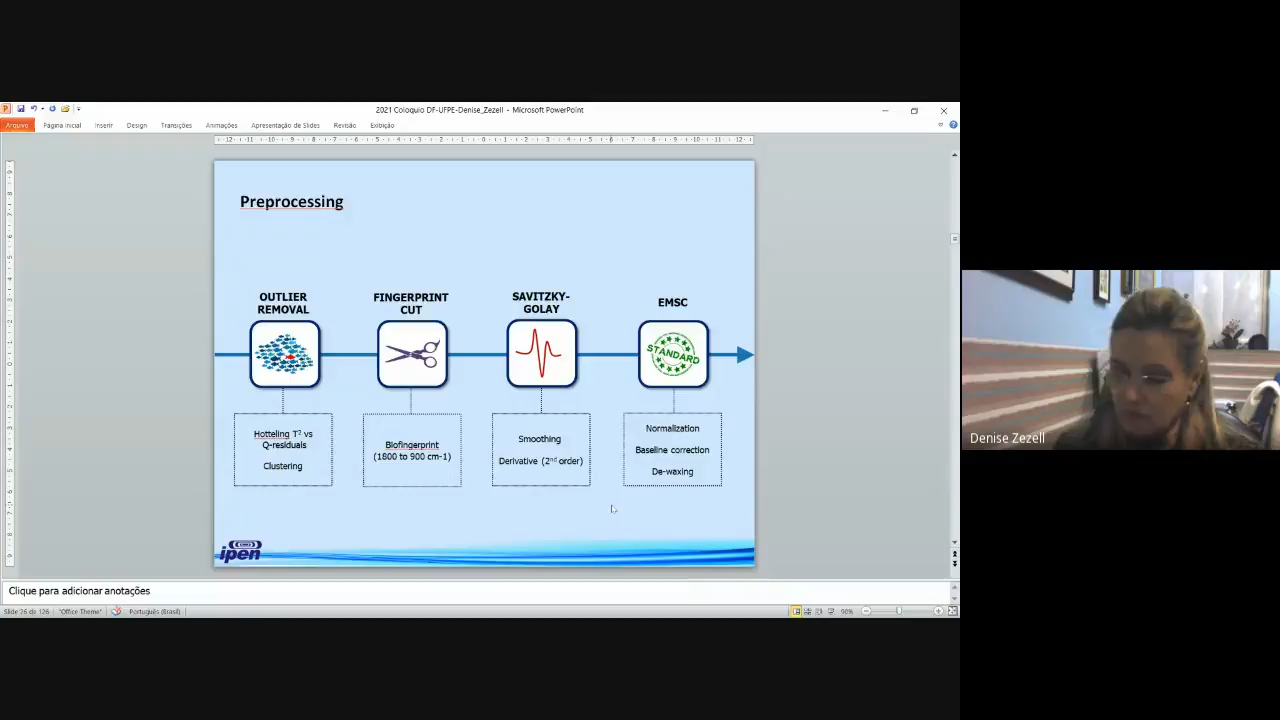 2021 Coloquio DF-UFPE-Denise_Zezell - Microsoft PowerPoint
Arquivo Página Inicial Inserir Design Transições Animações Apresentação de Slides Revisão Exibição
Preprocessing
OUTLIER
REMOVAL
FINGERPRINT
CUT
SAVITZKY-
GOLAY
EMSC
STANDARD
Hotteling T² vs
Q-residuals
Clustering
Biofingerprint
(1800 to 900 cm-1)
Smoothing
Derivative (2nd order)
Normalization
Baseline correction
De-waxing
ipen
Clique para adicionar anotações
Slide 26 de 126 "Office Theme" Português (Brasil) 90%
Denise Zezell